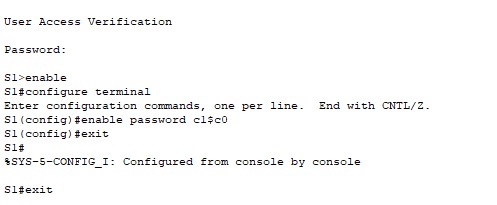 User Access Verification
Password:
S1>enable
S1#configure terminal
Enter configuration commands, one per line.  End with CNTL/Z.
S1(config)#enable password c1$c0
S1(config)#exit
S1#
%SYS-5-CONFIG_I: Configured from console by console
S1#exit